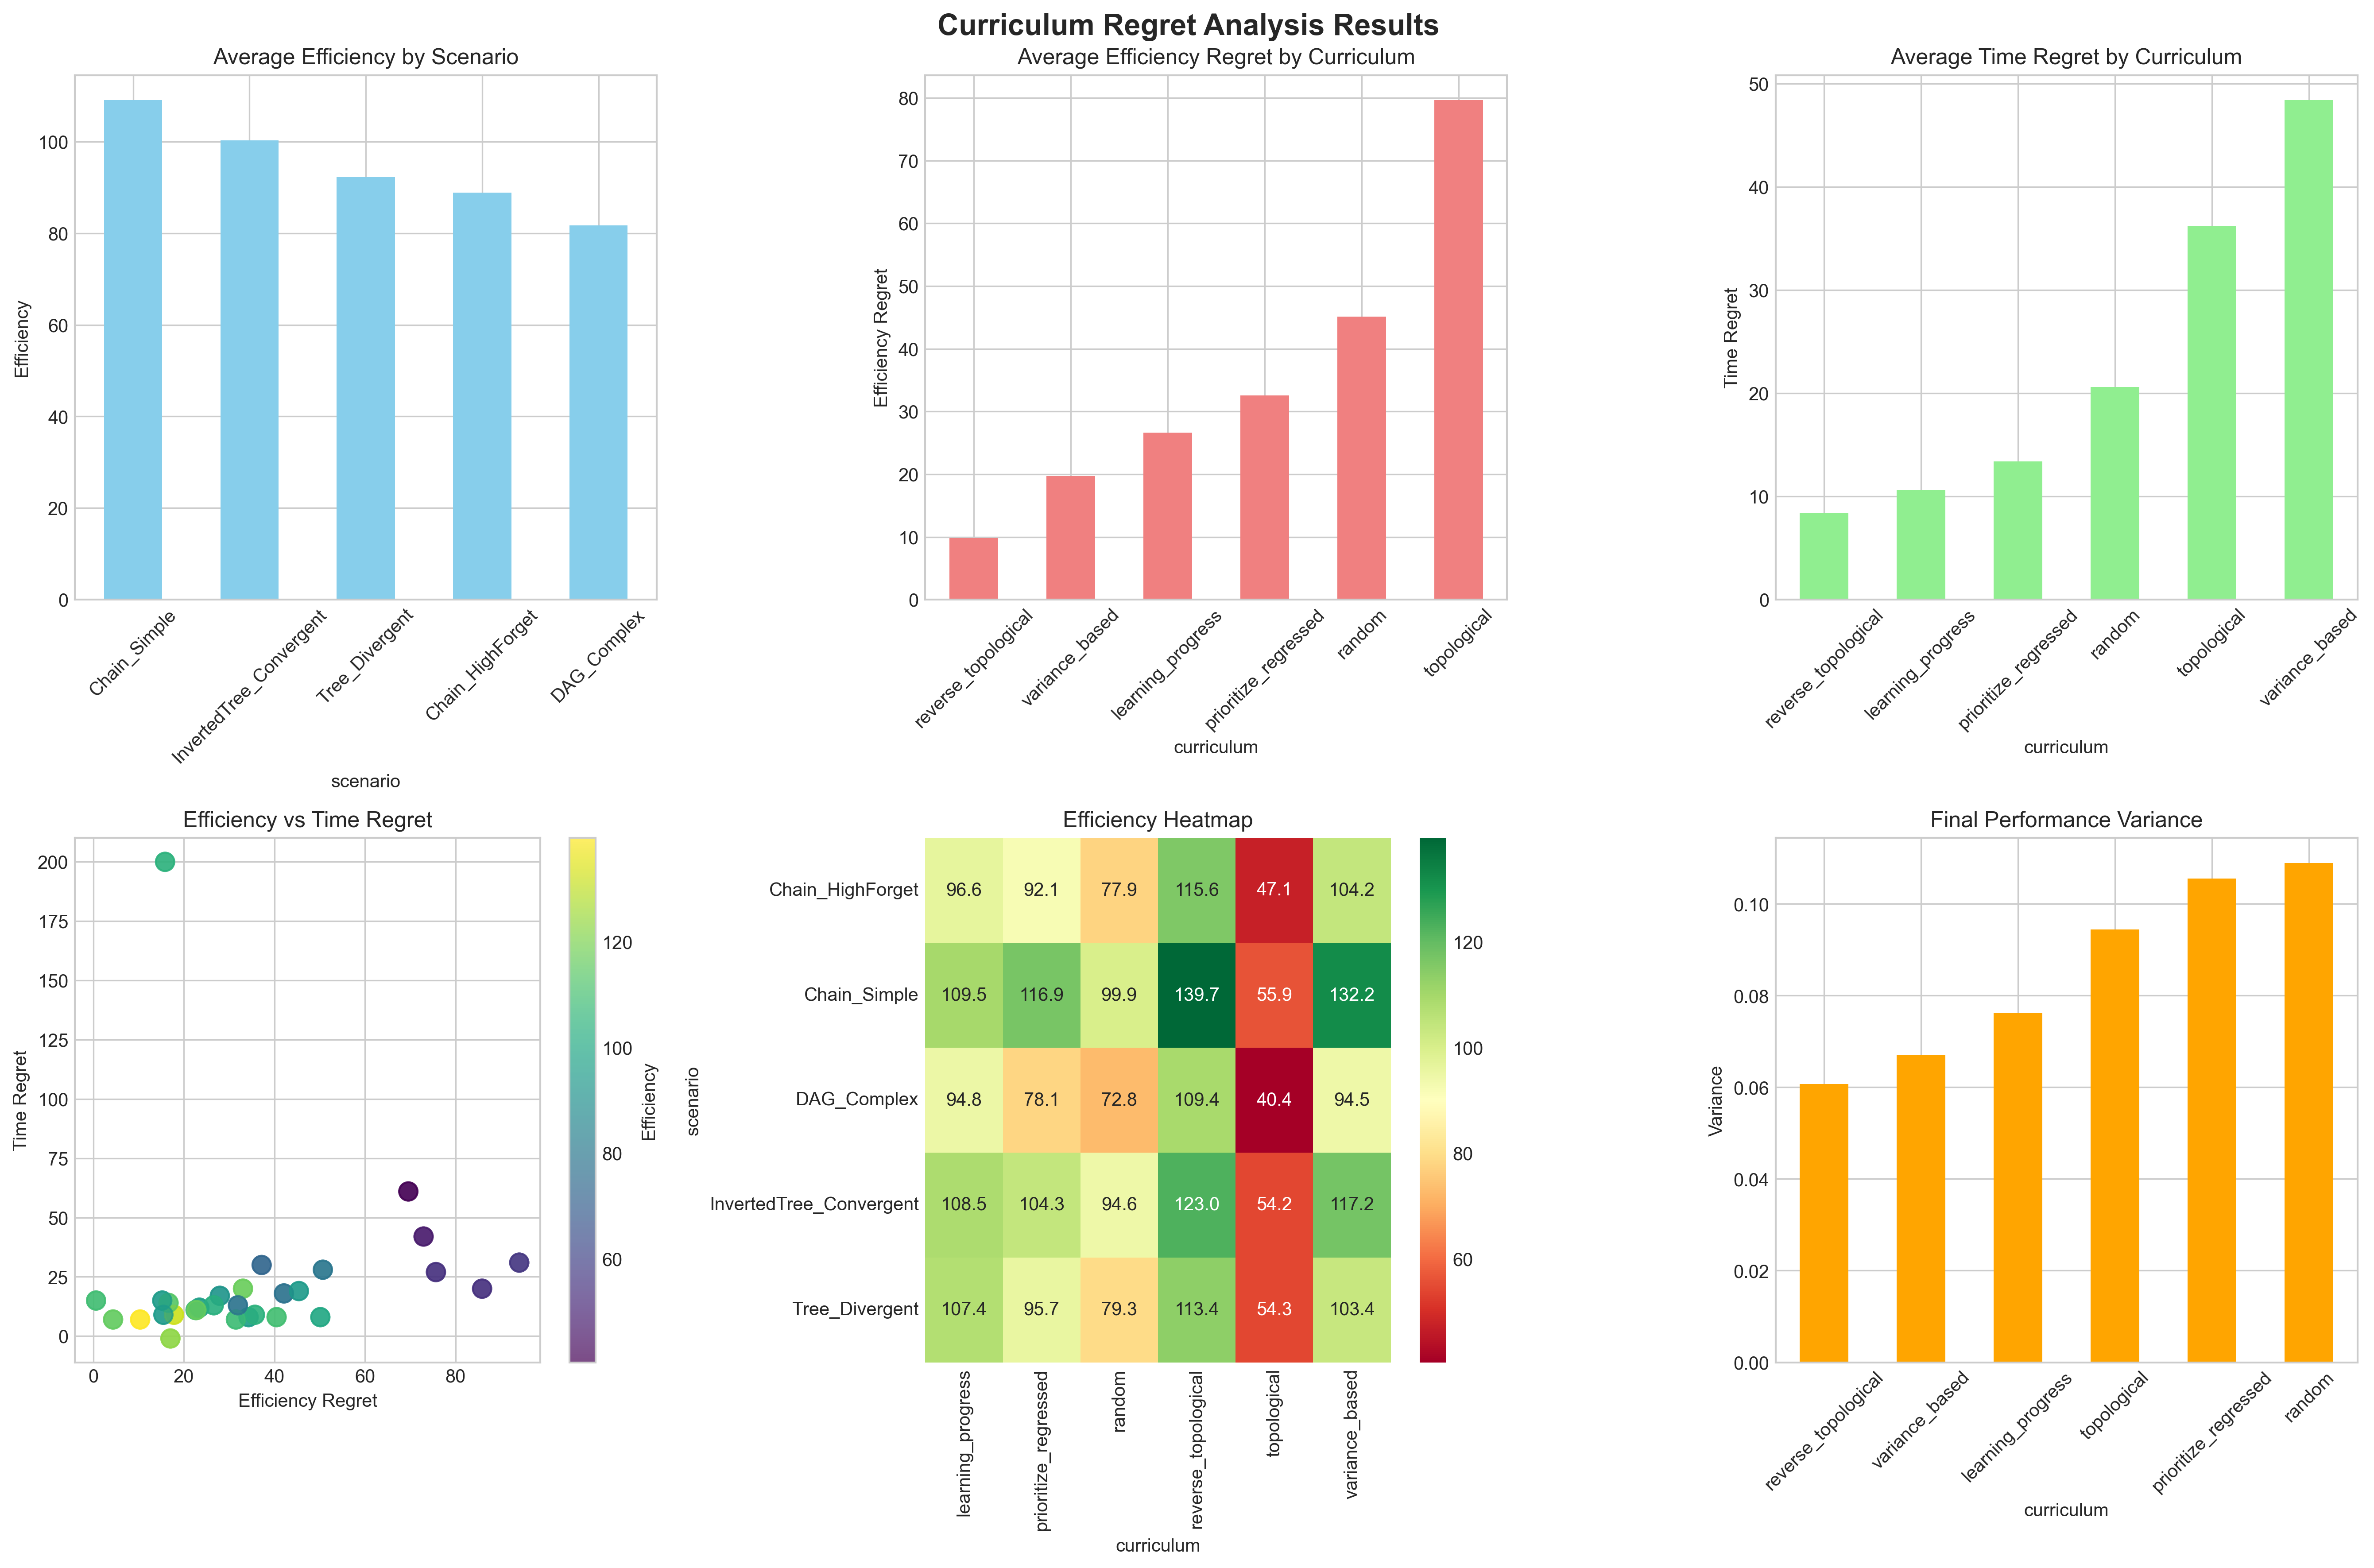 Curriculum Regret Analysis Results
Average Efficiency by Scenario
Efficiency
100
80
60
40
20
0
Chain_Simple
InvertedTree_Convergent
Tree_Divergent
Chain_HighForget
DAG_Complex
scenario
Average Efficiency Regret by Curriculum
Efficiency Regret
80
70
60
50
40
30
20
10
0
reverse_topological
variance_based
learning_progress
prioritize_regressed
random
topological
curriculum
Average Time Regret by Curriculum
Time Regret
50
40
30
20
10
0
reverse_topological
learning_progress
prioritize_regressed
random
topological
variance_based
curriculum
Efficiency vs Time Regret
Time Regret
200
175
150
125
100
75
50
25
0
0 20 40 60 80
Efficiency Regret
120
100
80
60
Efficiency
Efficiency Heatmap
scenario
Chain_HighForget 96.6 92.1 77.9 115.6 47.1 104.2
Chain_Simple 109.5 116.9 99.9 139.7 55.9 132.2
DAG_Complex 94.8 78.1 72.8 109.4 40.4 94.5
InvertedTree_Convergent 108.5 104.3 94.6 123.0 54.2 117.2
Tree_Divergent 107.4 95.7 79.3 113.4 54.3 103.4
learning_progress
prioritize_regressed
random
reverse_topological
topological
variance_based
curriculum
120
100
80
60
Final Performance Variance
Variance
0.10
0.08
0.06
0.04
0.02
0.00
reverse_topological
variance_based
learning_progress
topological
prioritize_regressed
random
curriculum